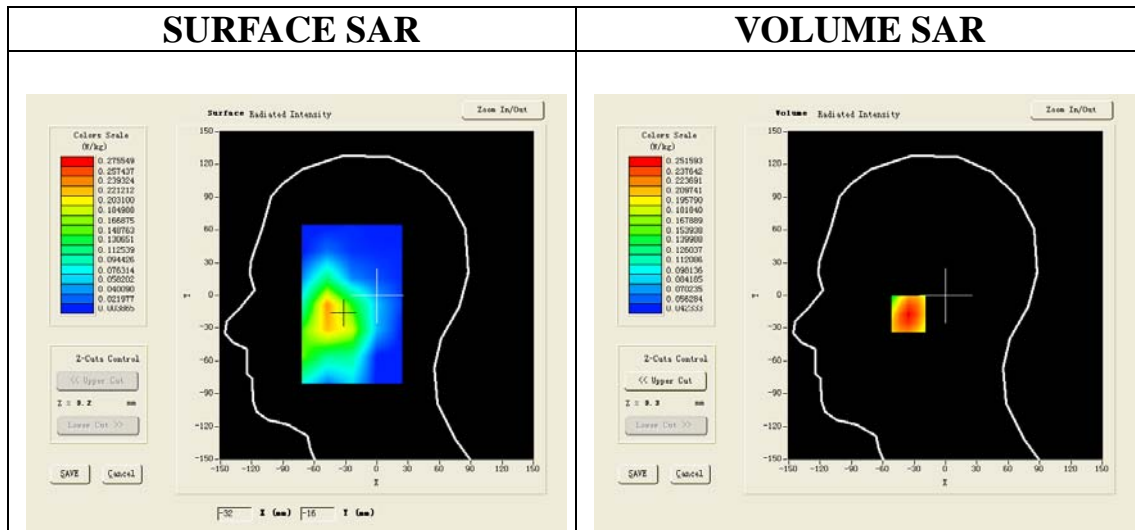 SURFACE SAR
Surface Radiated Intensity
Zoom In/Out
Colors Scale
(W/kg)
0.275549
0.257437
0.239324
0.221212
0.203100
0.184988
0.166875
0.148763
0.130651
0.112539
0.094426
0.076314
0.058202
0.040090
0.021977
0.003865
150
120
90
60
30
0
-30
-60
-90
-120
-150
Y
-150 -120 -90 -60 -30 0 30 60 90 120 150
X
Z-Cuts Control
<< Upper Cut
mm
Lower Cut >>
SAVE
Cancel
-32 X (mm) -16 Y (mm)
VOLUME SAR
Volume Radiated Intensity
Zoom In/Out
Colors Scale
(W/kg)
0.251593
0.237642
0.223691
0.209741
0.195790
0.181840
0.167889
0.153938
0.139988
0.126037
0.112086
0.098136
0.084185
0.070235
0.056284
0.042333
150
120
90
60
30
0
-30
-60
-90
-120
-150
Y
-150 -120 -90 -60 -30 0 30 60 90 120 150
X
Z-Cuts Control
<< Upper Cut
mm
Lower Cut >>
SAVE
Cancel